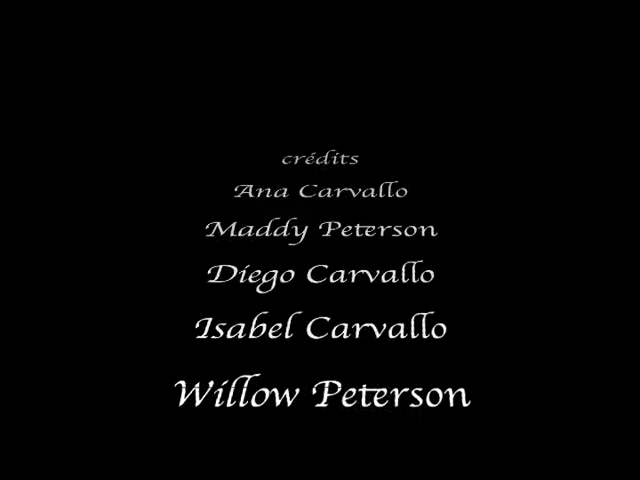 crédits
Ana Carvallo
Maddy Peterson
Diego Carvallo
Isabel Carvallo
Willow Peterson